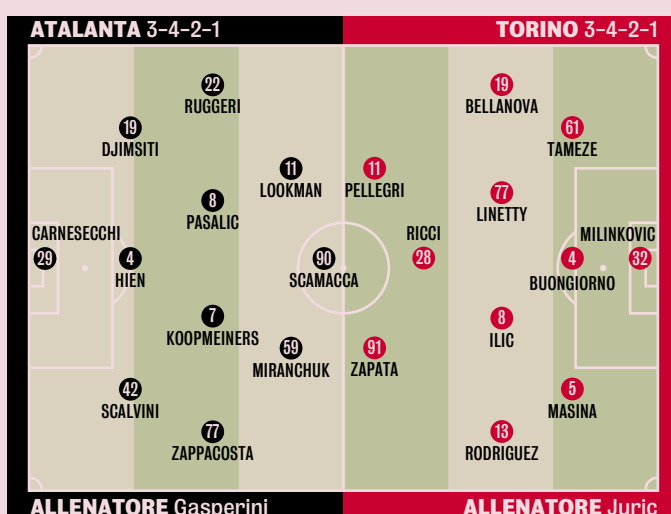 ATALANTA 3-4-2-1
TORINO 3-4-2-1
22
RUGGERI
19
BELLANOVA
19
DJIMSITI
61
TAMEZE
11
LOOKMAN
11
PELLEGRI
8
PASALIC
77
LINETTY
CARNESECCHI
29
4
HIEN
90
SCAMACCA
RICCI
28
4
BUONGIORNO
MILINKOVIC
32
7
KOOPMEINERS
8
ILIC
59
MIRANCHUK
91
ZAPATA
42
SCALVINI
5
MASINA
77
ZAPPACOSTA
13
RODRIGUEZ
ALLENATORE Gasperini
ALLENATORE Juric